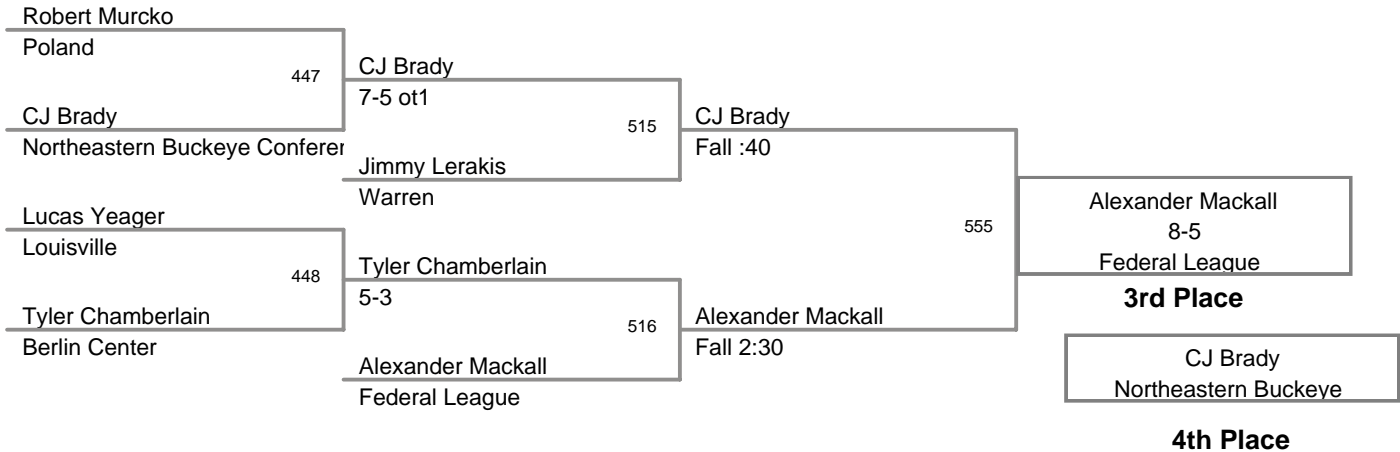 Robert Murcko
Poland
447
CJ Brady
Northeastern Buckeye Conferen
CJ Brady
7-5 ot1
515
Jimmy Lerakis
Warren
CJ Brady
Fall :40
Lucas Yeager
Louisville
448
Tyler Chamberlain
Berlin Center
Tyler Chamberlain
5-3
516
Alexander Mackall
Federal League
Alexander Mackall
Fall 2:30
555
Alexander Mackall
8-5
Federal League
3rd Place
CJ Brady
Northeastern Buckeye
4th Place